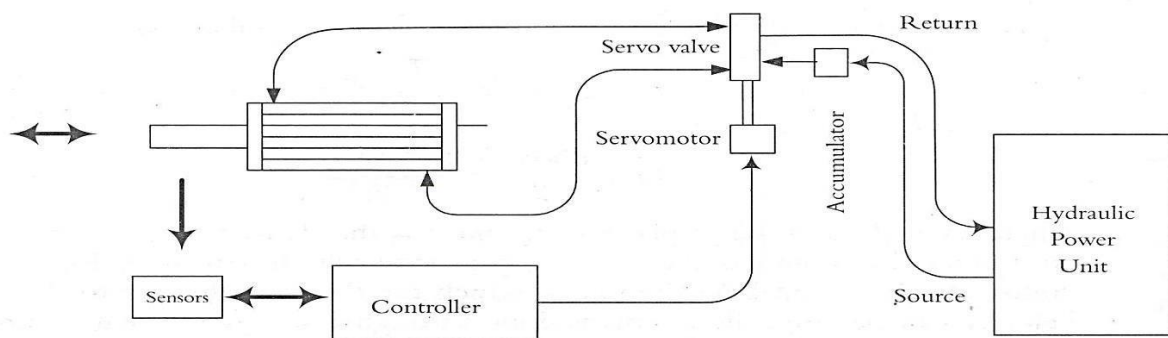 Return
Servo valve
Servomotor
Accumulator
Hydraulic
Power
Unit
Sensors
Controller
Source